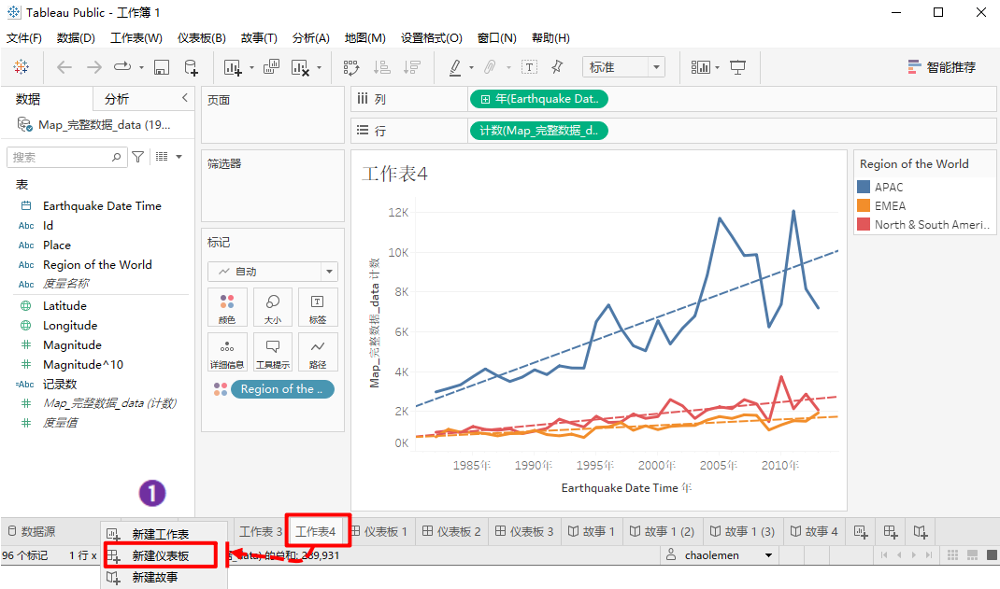 Tableau Public - 工作簿 1
文件(F) 数据(D) 工作表(W) 仪表板(B) 故事(T) 分析(A) 地图(M) 设置格式(O) 窗口(N) 帮助(H)
标准
智能推荐
数据 分析
Map_完整数据_data (19...
搜索
表
Earthquake Date Time
Abc Id
Abc Place
Abc Region of the World
Abc 度量名称
Latitude
Longitude
Magnitude
Magnitude^10
=Abc 记录数
Map_完整数据_data (计数)
度量值
页面
筛选器
标记
自动
颜色 大小 标签
详细信息 工具提示 路径
Region of the ..
列 年(Earthquake Dat..
行 计数(Map_完整数据_d..
工作表4
Map_完整数据_data 计数
12K
10K
8K
6K
4K
2K
0K
1985年 1990年 1995年 2000年 2005年 2010年
Earthquake Date Time 年
Region of the World
APAC
EMEA
North & South Ameri..
1
数据源 工作表 3 工作表4 仪表板 1 仪表板 2 仪表板 3 故事 1 故事 1 (2) 故事 1 (3) 故事 4
新建工作表
新建仪表板
新建故事
96 个标记 1 行 x _data) 的总和: 239,931 chaolemen